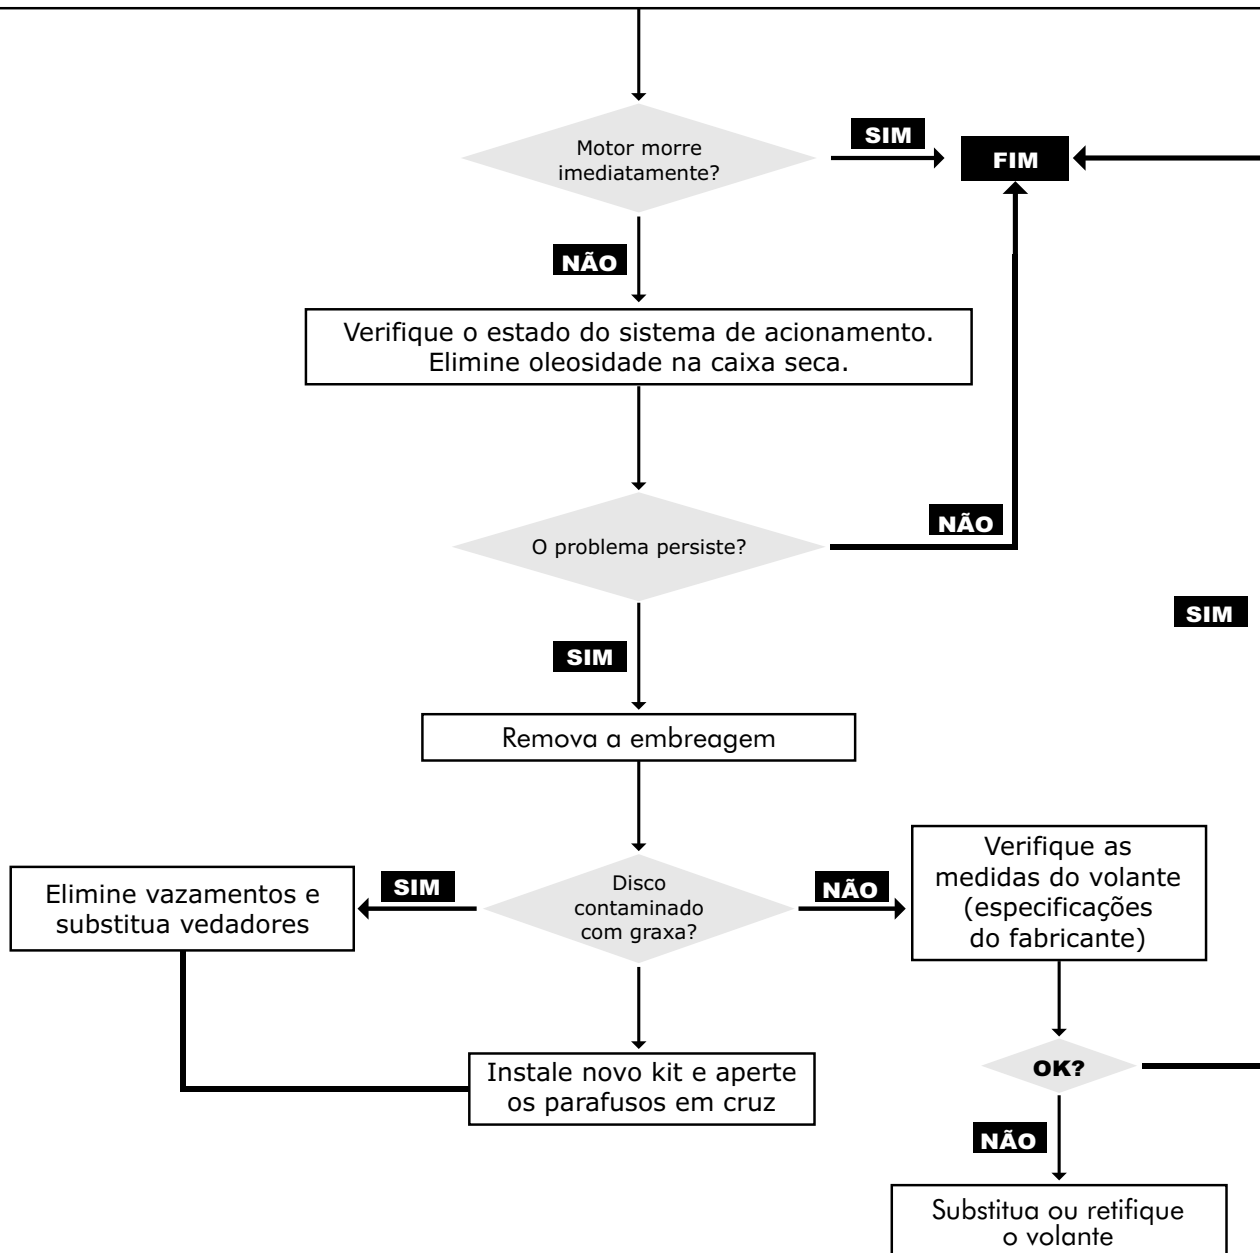 Motor morre
imediatamente?
SIM
FIM
NÃO
Verifique o estado do sistema de acionamento.
Elimine oleosidade na caixa seca.
O problema persiste?
NÃO
SIM
SIM
Remova a embreagem
Elimine vazamentos e
substitua vedadores
SIM
Disco
contaminado
com graxa?
NÃO
Verifique as
medidas do volante
(especificações
do fabricante)
Instale novo kit e aperte
os parafusos em cruz
OK?
NÃO
Substitua ou retifique
o volante